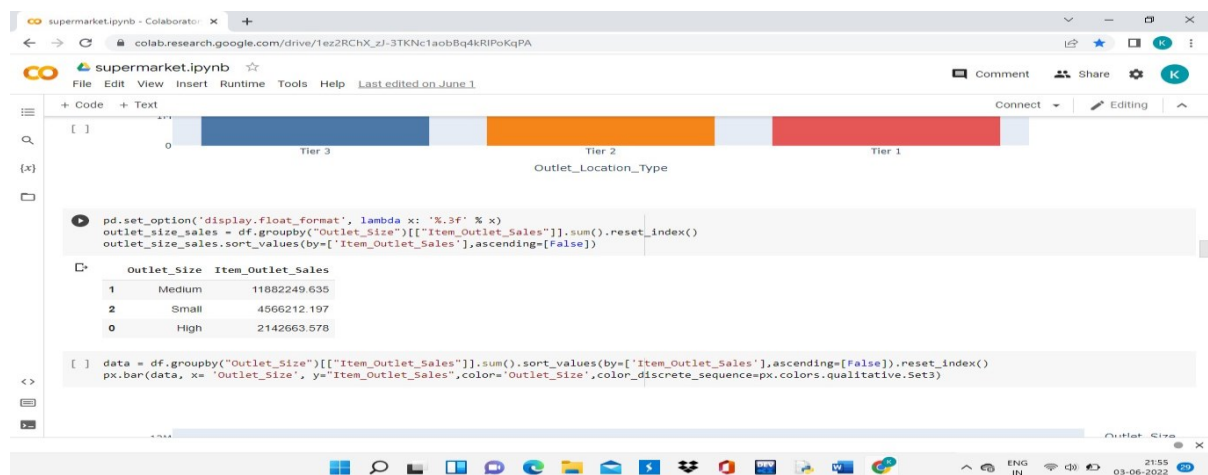 supermarket.ipynb - Colaborator
colab.research.google.com/drive/1ez2RChX_zJ-3TKNc1aobBq4kRIPoKqPA
supermarket.ipynb
Comment
Share
K
File Edit View Insert Runtime Tools Help Last edited on June 1
+ Code + Text
Connect
Editing
[ ]
0
Tier 3
Tier 2
Tier 1
Outlet_Location_Type
{x}
pd.set_option('display.float_format', lambda x: '%.3f' % x)
outlet_size_sales = df.groupby("Outlet_Size")[["Item_Outlet_Sales"]].sum().reset_index()
outlet_size_sales.sort_values(by=['Item_Outlet_Sales'],ascending=[False])
Outlet_Size Item_Outlet_Sales
1 Medium 11882249.635
2 Small 4566212.197
0 High 2142663.578
[ ] data = df.groupby("Outlet_Size")[["Item_Outlet_Sales"]].sum().sort_values(by=['Item_Outlet_Sales'],ascending=[False]).reset_index()
px.bar(data, x= 'Outlet_Size', y="Item_Outlet_Sales",color='Outlet_Size',color_discrete_sequence=px.colors.qualitative.Set3)
Outlet_Size
ENG
IN
21:55
03-06-2022
29